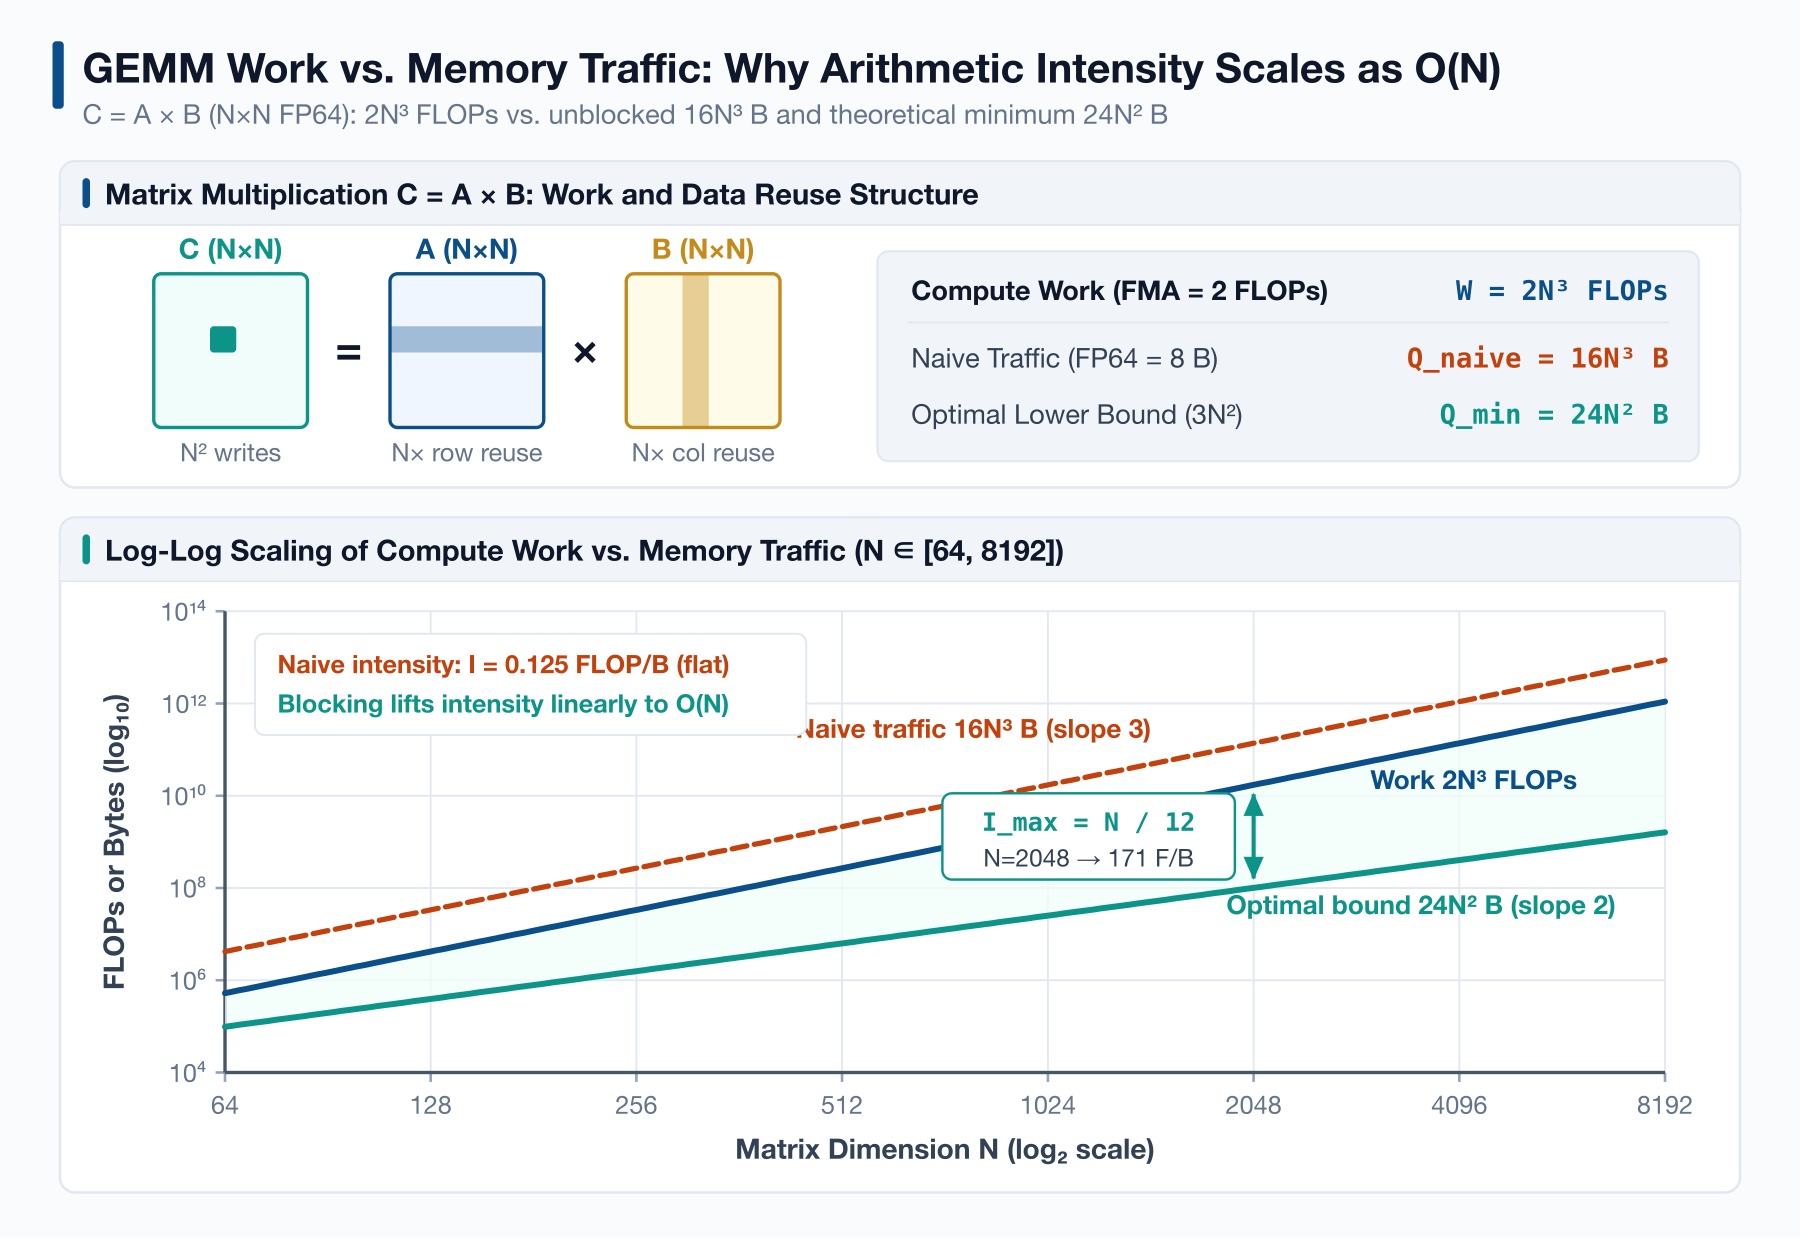 GEMM Work vs. Memory Traffic: Why Arithmetic Intensity Scales as O(N)
C = A × B (N×N FP64): 2N³ FLOPs vs. unblocked 16N³ B and theoretical minimum 24N² B
Matrix Multiplication C = A × B: Work and Data Reuse Structure
C (N×N)
A (N×N)
B (N×N)
=
×
N² writes
N× row reuse
N× col reuse
Compute Work (FMA = 2 FLOPs)
W = 2N³ FLOPs
Naive Traffic (FP64 = 8 B)
Q_naive = 16N³ B
Optimal Lower Bound (3N²)
Q_min = 24N² B
Log-Log Scaling of Compute Work vs. Memory Traffic (N ∈ [64, 8192])
FLOPs or Bytes (log₁₀)
10¹⁴
10¹²
10¹⁰
10⁸
10⁶
10⁴
Naive intensity: I = 0.125 FLOP/B (flat)
Blocking lifts intensity linearly to O(N)
Naive traffic 16N³ B (slope 3)
Work 2N³ FLOPs
I_max = N / 12
N=2048 → 171 F/B
Optimal bound 24N² B (slope 2)
64
128
256
512
1024
2048
4096
8192
Matrix Dimension N (log₂ scale)